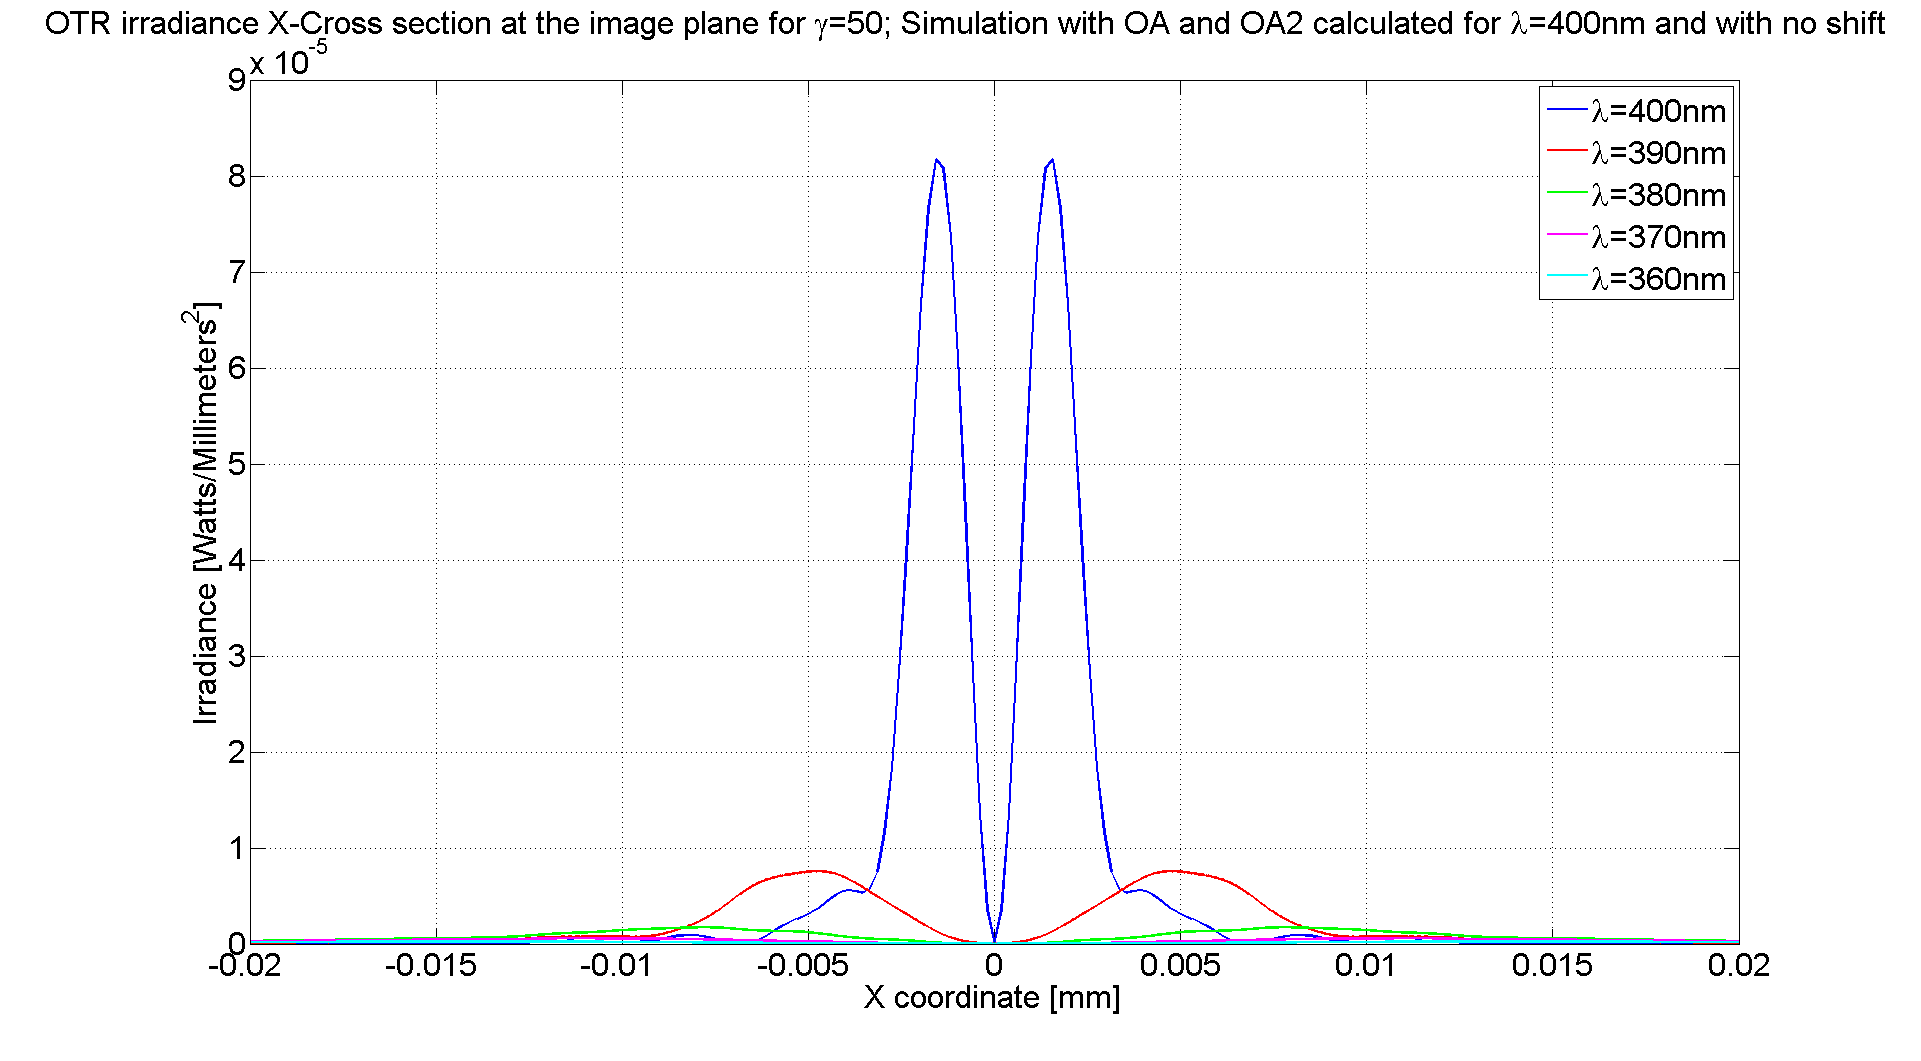 OTR irradiance X-Cross section at the image plane for γ=50; Simulation with OA and OA2 calculated for λ=400nm and with no shift
x 10^-5
9
8
7
6
5
4
3
2
1
0
Irradiance [Watts/Millimeters^2]
-0.02 -0.015 -0.01 -0.005 0 0.005 0.01 0.015 0.02
X coordinate [mm]
λ=400nm
λ=390nm
λ=380nm
λ=370nm
λ=360nm